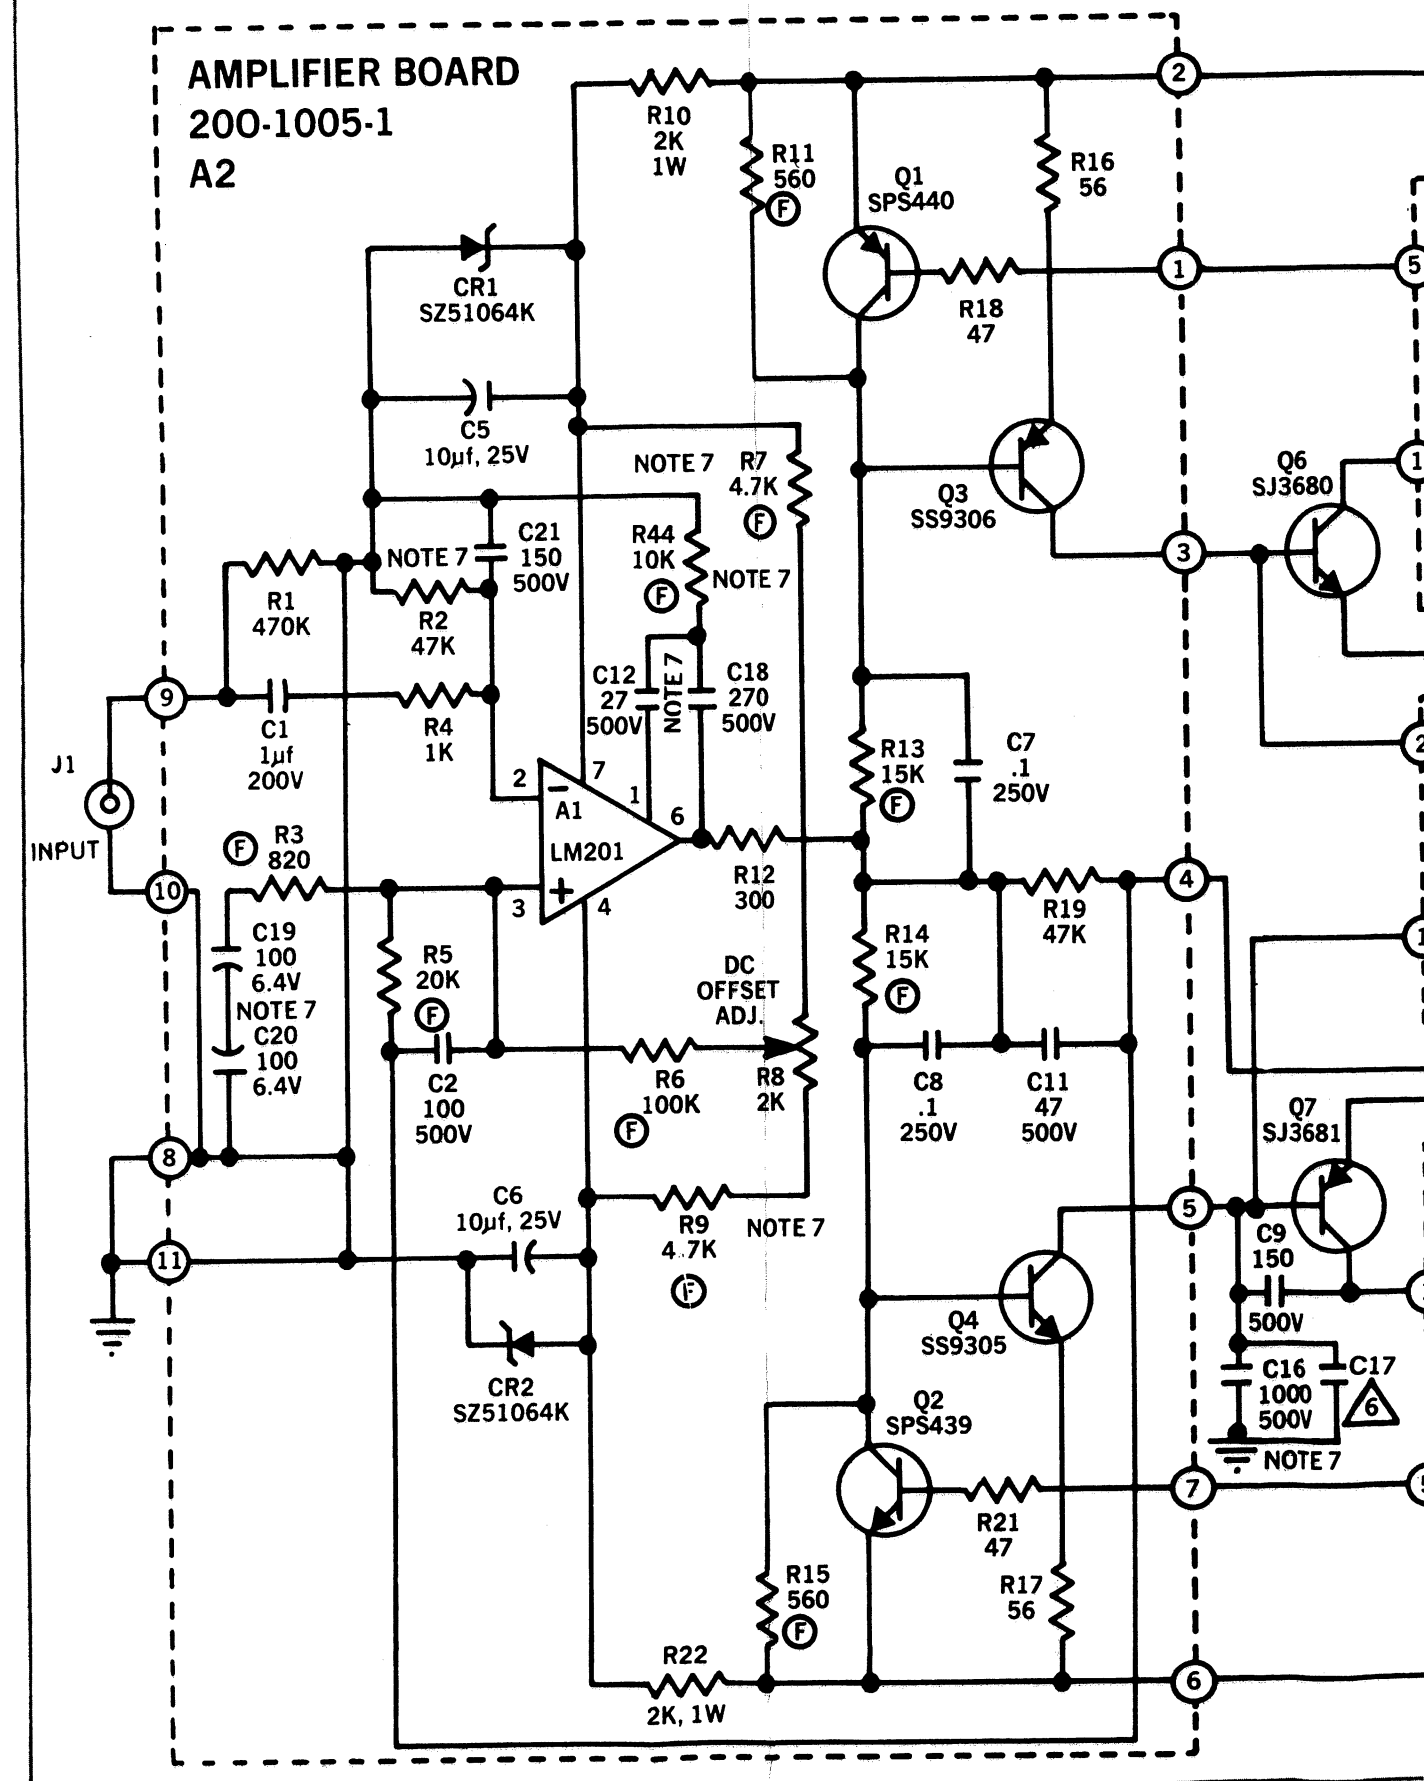 AMPLIFIER BOARD
200-1005-1
A2
R10
2K
1W
R11
560
F
Q1
SPS440
R16
56
2
1
5
R18
47
CR1
SZ51064K
C5
10µf, 25V
NOTE 7
R7
4.7K
F
Q3
SS9306
Q6
SJ3680
1
3
2
C21
150
500V
NOTE 7
R44
10K
F
NOTE 7
R1
470K
R2
47K
9
C1
1µf
200V
R4
1K
C12
27
500V
NOTE 7
C18
270
500V
J1
INPUT
2
7
1
6
3
4
A1
LM201
R12
300
R13
15K
F
C7
.1
250V
10
F
R3
820
C19
100
6.4V
NOTE 7
C20
100
6.4V
R5
20K
F
C2
100
500V
R6
100K
F
DC
OFFSET
ADJ.
R8
2K
R14
15K
F
R19
47K
4
1
C8
.1
250V
C11
47
500V
8
11
C6
10µf, 25V
R9
4.7K
F
NOTE 7
CR2
SZ51064K
Q7
SJ3681
5
C9
150
500V
C16
1000
500V
C17
6
NOTE 7
Q4
SS9305
Q2
SPS439
R21
47
7
R15
560
F
R17
56
R22
2K, 1W
6